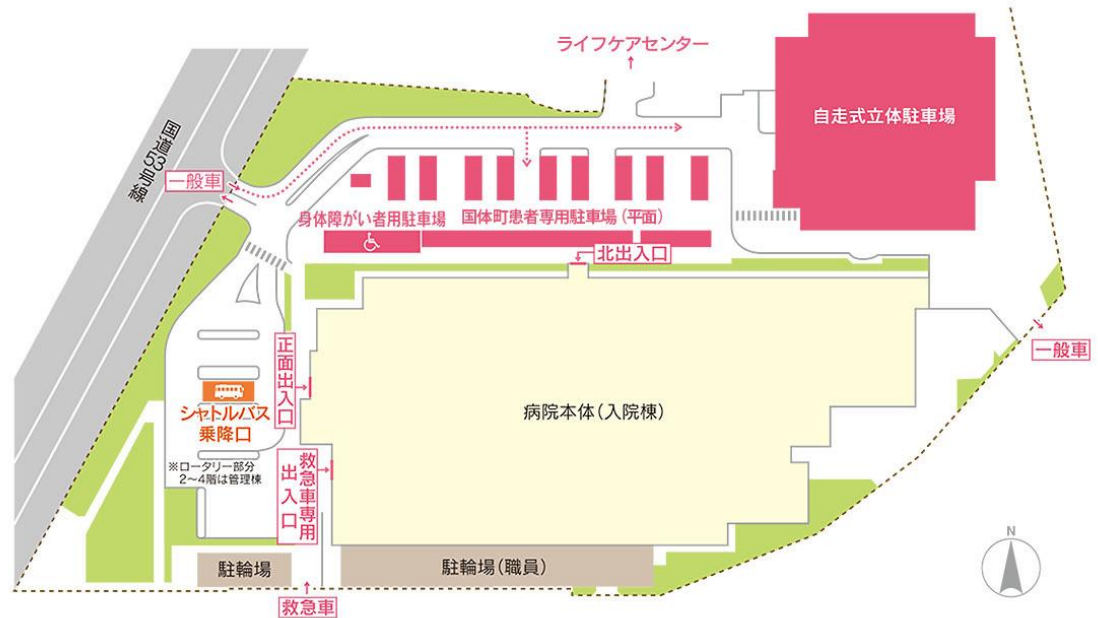 ライフケアセンター
自走式立体駐車場
国道35号線
一般車
身体障がい者用駐車場
国体町患者専用駐車場（平面）
北出入口
正面出入口
一般車
シャトルバス
乗降口
病院本体（入院棟）
※ロータリー部分
2〜4階は管理棟
救急車専用
出入口
N
駐輪場
駐輪場（職員）
救急車